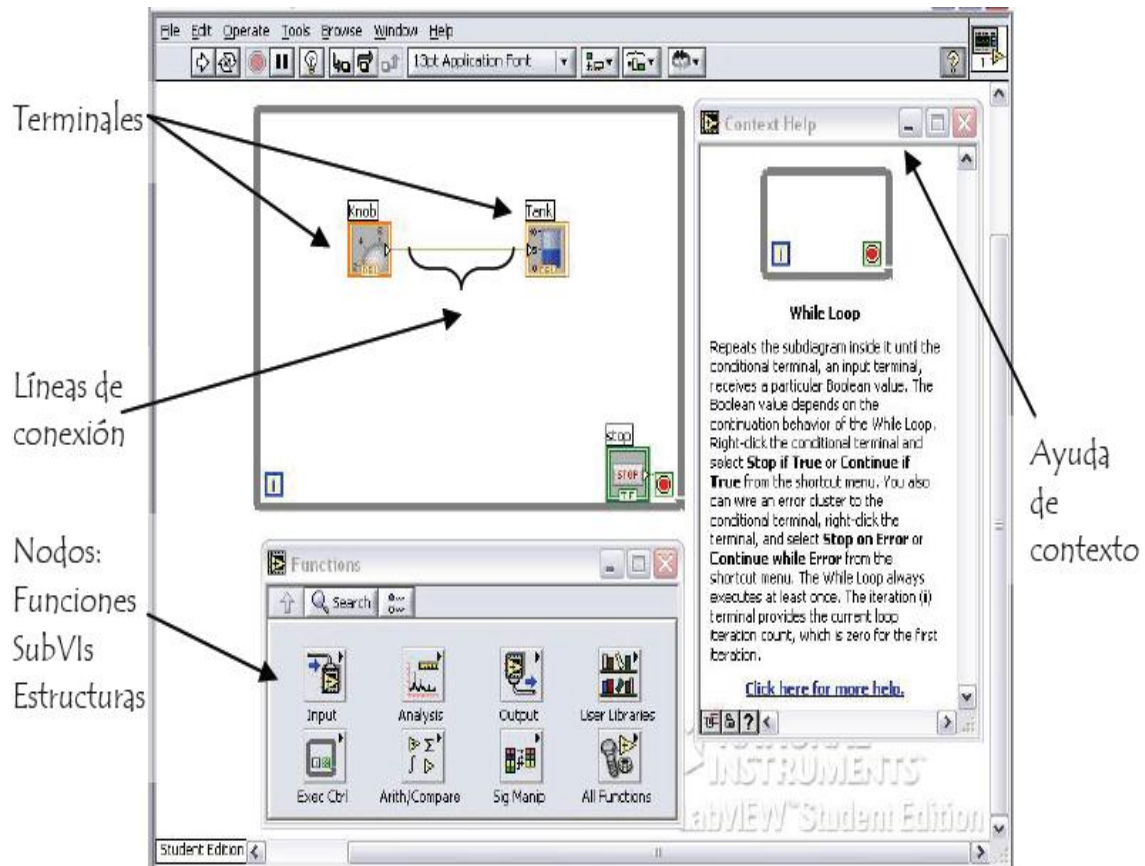 File Edit Operate Tools Browse Window Help
13pt Application Font
1
Terminales
Knob
Tank
DBL
DBL
Líneas de
conexión
stop
STOP
TF
i
Context Help
i
While Loop
Repeats the subdiagram inside it until the
conditional terminal, an input terminal,
receives a particular Boolean value. The
Boolean value depends on the
continuation behavior of the While Loop.
Right-click the conditional terminal and
select Stop if True or Continue if
True from the shortcut menu. You also
can wire an error cluster to the
conditional terminal, right-click the
terminal, and select Stop on Error or
Continue while Error from the
shortcut menu. The While Loop always
executes at least once. The iteration (i)
terminal provides the current loop
iteration count, which is zero for the first
iteration.
Click here for more help.
Ayuda
de
contexto
Nodos:
Funciones
SubVIs
Estructuras
Functions
Search
Input Analysis Output User Libraries
Exec Ctrl Arith/Compare Sig Manip All Functions
NATIONAL
INSTRUMENTS
LabVIEW™ Student Edition
Student Edition